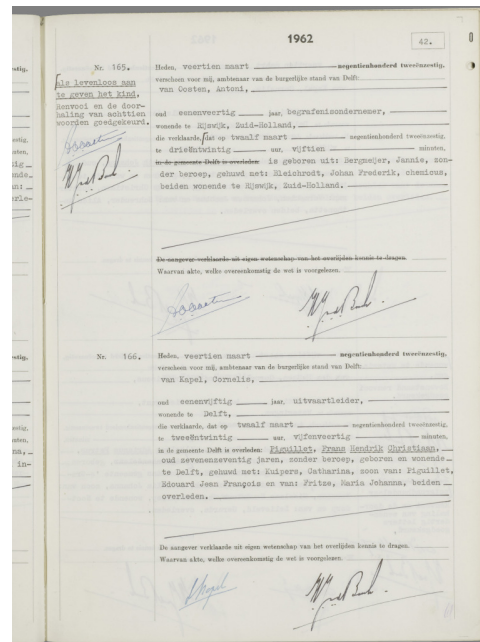 1962
42.
Nr. 165.
als levenloos aan
te geven het kind.
Renvooi en de door-
haling van achttien
woorden goedgekeurd.
Heden, veertien maart negentienhonderd tweeënzestig,
verscheen voor mij, ambtenaar van de burgerlijke stand van Delft:
van Oosten, Antoni,
oud eenenveertig jaar, begrafenisondernemer,
wonende te Rijswijk, Zuid-Holland,
die verklaarde, dat op twaalf maart negentienhonderd tweeënzestig,
te drieëntwintig uur, vijftien minuten,
in de gemeente Delft is overleden is geboren uit: Bergmeijer, Jannie, zon-
der beroep, gehuwd met: Bleichrodt, Johan Frederik, chemicus,
beiden wonende te Rijswijk, Zuid-Holland.
De aangever verklaarde uit eigen wetenschap van het overlijden kennis te dragen.
Waarvan akte, welke overeenkomstig de wet is voorgelezen.
Nr. 166.
Heden, veertien maart negentienhonderd tweeënzestig,
verscheen voor mij, ambtenaar van de burgerlijke stand van Delft:
van Kapel, Cornelis,
oud eenenvijftig jaar, uitvaartleider,
wonende te Delft,
die verklaarde, dat op twaalf maart negentienhonderd tweeënzestig,
te tweeëntwintig uur, vijfenveertig minuten,
in de gemeente Delft is overleden: Piguillet, Frans Hendrik Christiaan,
oud zevenenzeventig jaren, zonder beroep, geboren en wonende
te Delft, gehuwd met: Kuipers, Catharina, zoon van: Piguillet,
Edouard Jean François en van: Fritze, Maria Johanna, beiden
overleden.
De aangever verklaarde uit eigen wetenschap van het overlijden kennis te dragen.
Waarvan akte, welke overeenkomstig de wet is voorgelezen.